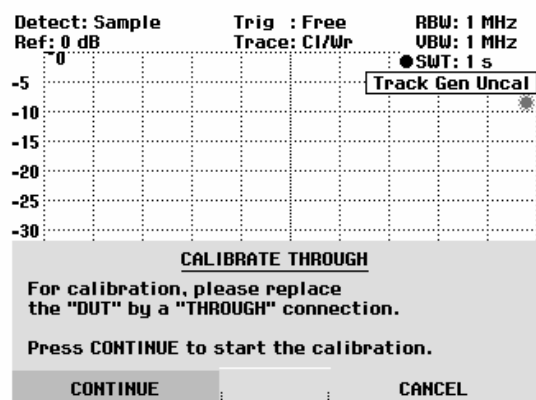 Detect: Sample Trig : Free RBW: 1 MHz
Ref: 0 dB Trace: Cl/Wr VBW: 1 MHz
0 ●SWT: 1 s
Track Gen Uncal
-5
-10
-15
-20
-25
-30
CALIBRATE THROUGH
For calibration, please replace
the "DUT" by a "THROUGH" connection.
Press CONTINUE to start the calibration.
CONTINUE CANCEL